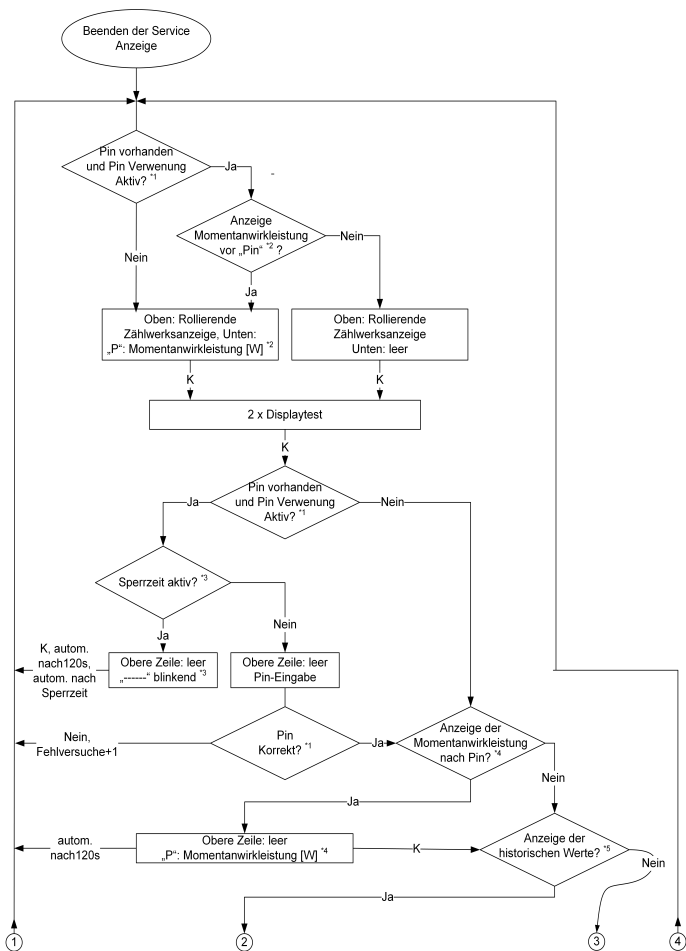 Beenden der Service
Anzeige
Pin vorhanden
und Pin Verwenung
Aktiv? *1
Ja
-
Nein
Anzeige
Momentanwirkleistung
vor „Pin“ *2 ?
Nein
Ja
Oben: Rollierende
Zählwerksanzeige, Unten:
„P“: Momentanwirkleistung [W] *2
Oben: Rollierende
Zählwerksanzeige
Unten: leer
K
K
2 x Displaytest
K
Pin vorhanden
und Pin Verwenung
Aktiv? *1
Ja
Nein
Sperrzeit aktiv? *3
Nein
Ja
K, autom.
nach120s,
autom. nach
Sperrzeit
Obere Zeile: leer
„------“ blinkend *3
Obere Zeile: leer
Pin-Eingabe
Nein,
Fehlversuche+1
Pin
Korrekt? *1
Ja
Anzeige der
Momentanwirkleistung
nach Pin? *4
Nein
Ja
autom.
nach120s
Obere Zeile: leer
„P“: Momentanwirkleistung [W] *4
K
Anzeige der
historischen Werte? *5
Nein
Ja
1
2
3
4